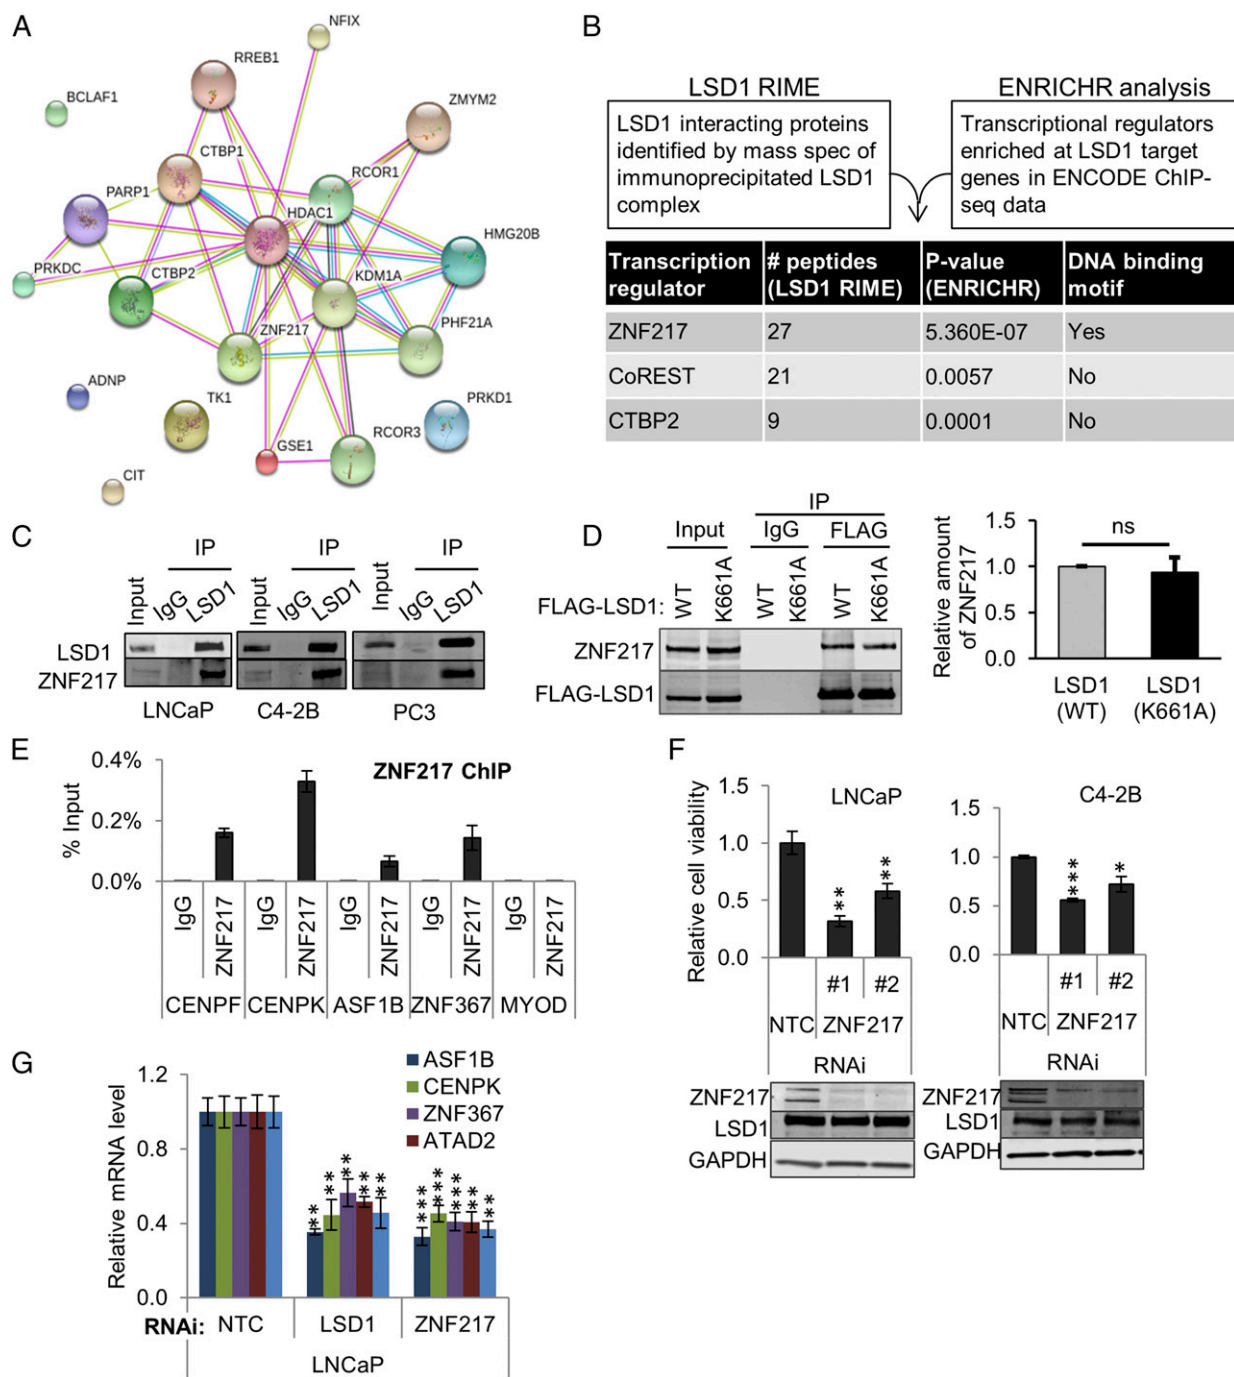 A
NFIX
RREB1
BCLAF1
ZMYM2
CTBP1
RCOR1
PARP1
HDAC1
HMG20B
PRKDC
CTBP2
KDM1A
ZNF217
PHF21A
ADNP
TK1
PRKD1
RCOR3
GSE1
CIT
B
LSD1 RIME
ENRICHR analysis
LSD1 interacting proteins
identified by mass spec of
immunoprecipitated LSD1
complex
Transcriptional regulators
enriched at LSD1 target
genes in ENCODE ChIP-
seq data
Transcription regulator | # peptides (LSD1 RIME) | P-value (ENRICHR) | DNA binding motif
ZNF217 27 5.360E-07 Yes
CoREST 21 0.0057 No
CTBP2 9 0.0001 No
C
IP IP IP
Input IgG LSD1 Input IgG LSD1 Input IgG LSD1
LSD1
ZNF217
LNCaP C4-2B PC3
D
IP
Input IgG FLAG
FLAG-LSD1: WT K661A WT K661A WT K661A
ZNF217
FLAG-LSD1
Relative amount
of ZNF217
1.5
1.0
0.5
0.0
ns
LSD1 (WT)
LSD1 (K661A)
E
ZNF217 ChIP
% Input
0.4%
0.2%
0.0%
IgG ZNF217 IgG ZNF217 IgG ZNF217 IgG ZNF217 IgG ZNF217
CENPF CENPK ASF1B ZNF367 MYOD
F
Relative cell viability
1.5
1.0
0.5
0.0
LNCaP
** **
#1 #2
NTC ZNF217
RNAi
ZNF217
LSD1
GAPDH
C4-2B
1.5
1.0
0.5
0.0
*** *
#1 #2
NTC ZNF217
RNAi
ZNF217
LSD1
GAPDH
G
Relative mRNA level
1.2
0.8
0.4
0.0
ASF1B
CENPK
ZNF367
ATAD2
** ** ** ** **
*** *** *** ** **
RNAi: NTC LSD1 ZNF217
LNCaP